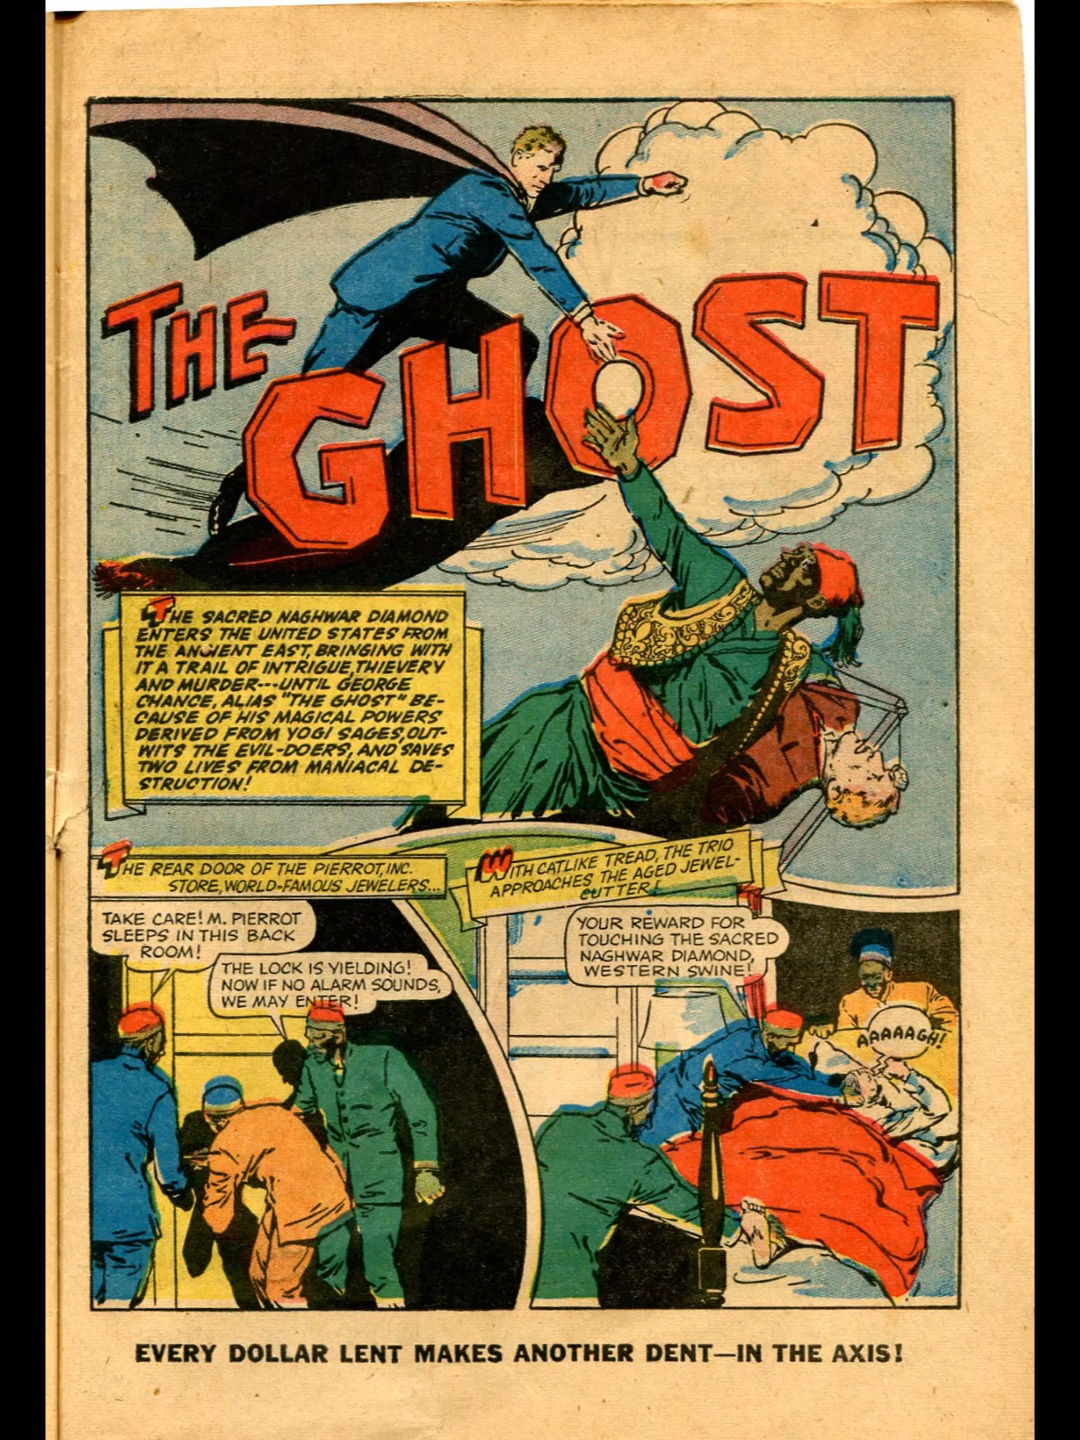 THE
GHOST
THE SACRED NAGHWAR DIAMOND
ENTERS THE UNITED STATES FROM
THE ANCIENT EAST, BRINGING WITH
IT A TRAIL OF INTRIGUE, THIEVERY
AND MURDER---UNTIL GEORGE
CHANCE, ALIAS "THE GHOST" BE-
CAUSE OF HIS MAGICAL POWERS
DERIVED FROM YOGI SAGES, OUT-
WITS THE EVIL-DOERS, AND SAVES
TWO LIVES FROM MANIACAL DE-
STRUCTION!
THE REAR DOOR OF THE PIERROT, INC.
STORE, WORLD-FAMOUS JEWELERS...
TAKE CARE! M. PIERROT
SLEEPS IN THIS BACK
ROOM!
THE LOCK IS YIELDING!
NOW IF NO ALARM SOUNDS,
WE MAY ENTER!
WITH CATLIKE TREAD, THE TRIO
APPROACHES THE AGED JEWEL-
CUTTER!
YOUR REWARD FOR
TOUCHING THE SACRED
NAGHWAR DIAMOND,
WESTERN SWINE!
AAAAAGH!
EVERY DOLLAR LENT MAKES ANOTHER DENT—IN THE AXIS!